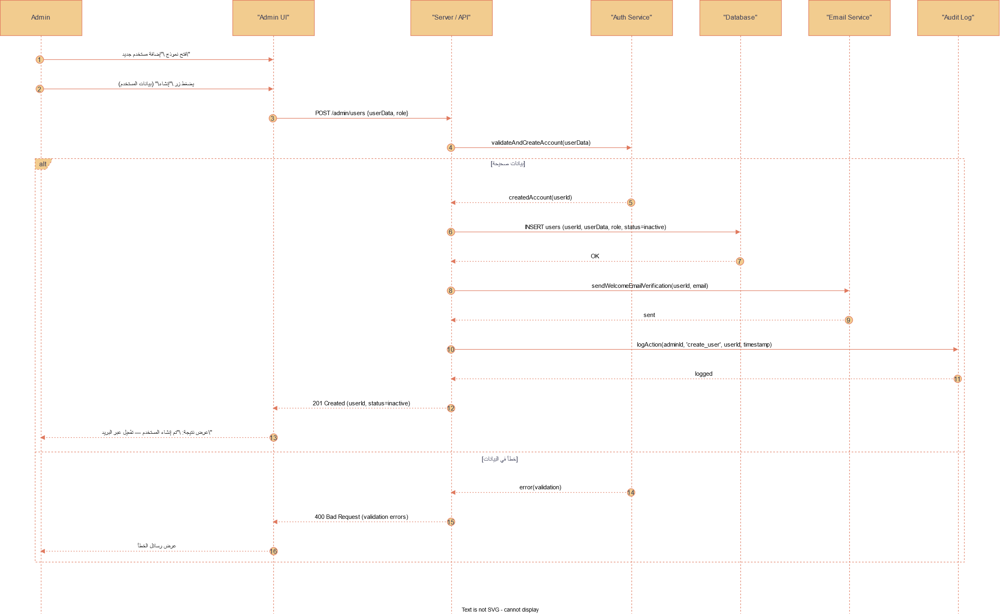 Admin
"Admin UI"
"Server / API"
"Auth Service"
"Database"
"Email Service"
"Audit Log"
1
فتح نموذج \"إضافة مستخدم جديد\"
2
يضغط زر \"إنشاء\" (بيانات المستخدم)
3
POST /admin/users {userData, role}
4
validateAndCreateAccount(userData)
alt
[بيانات صحيحة]
createdAccount(userId)
5
6
INSERT users (userId, userData, role, status=inactive)
OK
7
8
sendWelcomeEmailVerification(userId, email)
sent
9
10
logAction(adminId, 'create_user', userId, timestamp)
logged
11
201 Created (userId, status=inactive)
12
عرض نتيجة: \"تم إنشاء المستخدم — تفعيل عبر البريد\"
13
[خطأ في البيانات]
error(validation)
14
400 Bad Request (validation errors)
15
عرض رسائل الخطأ
16
Text is not SVG - cannot display